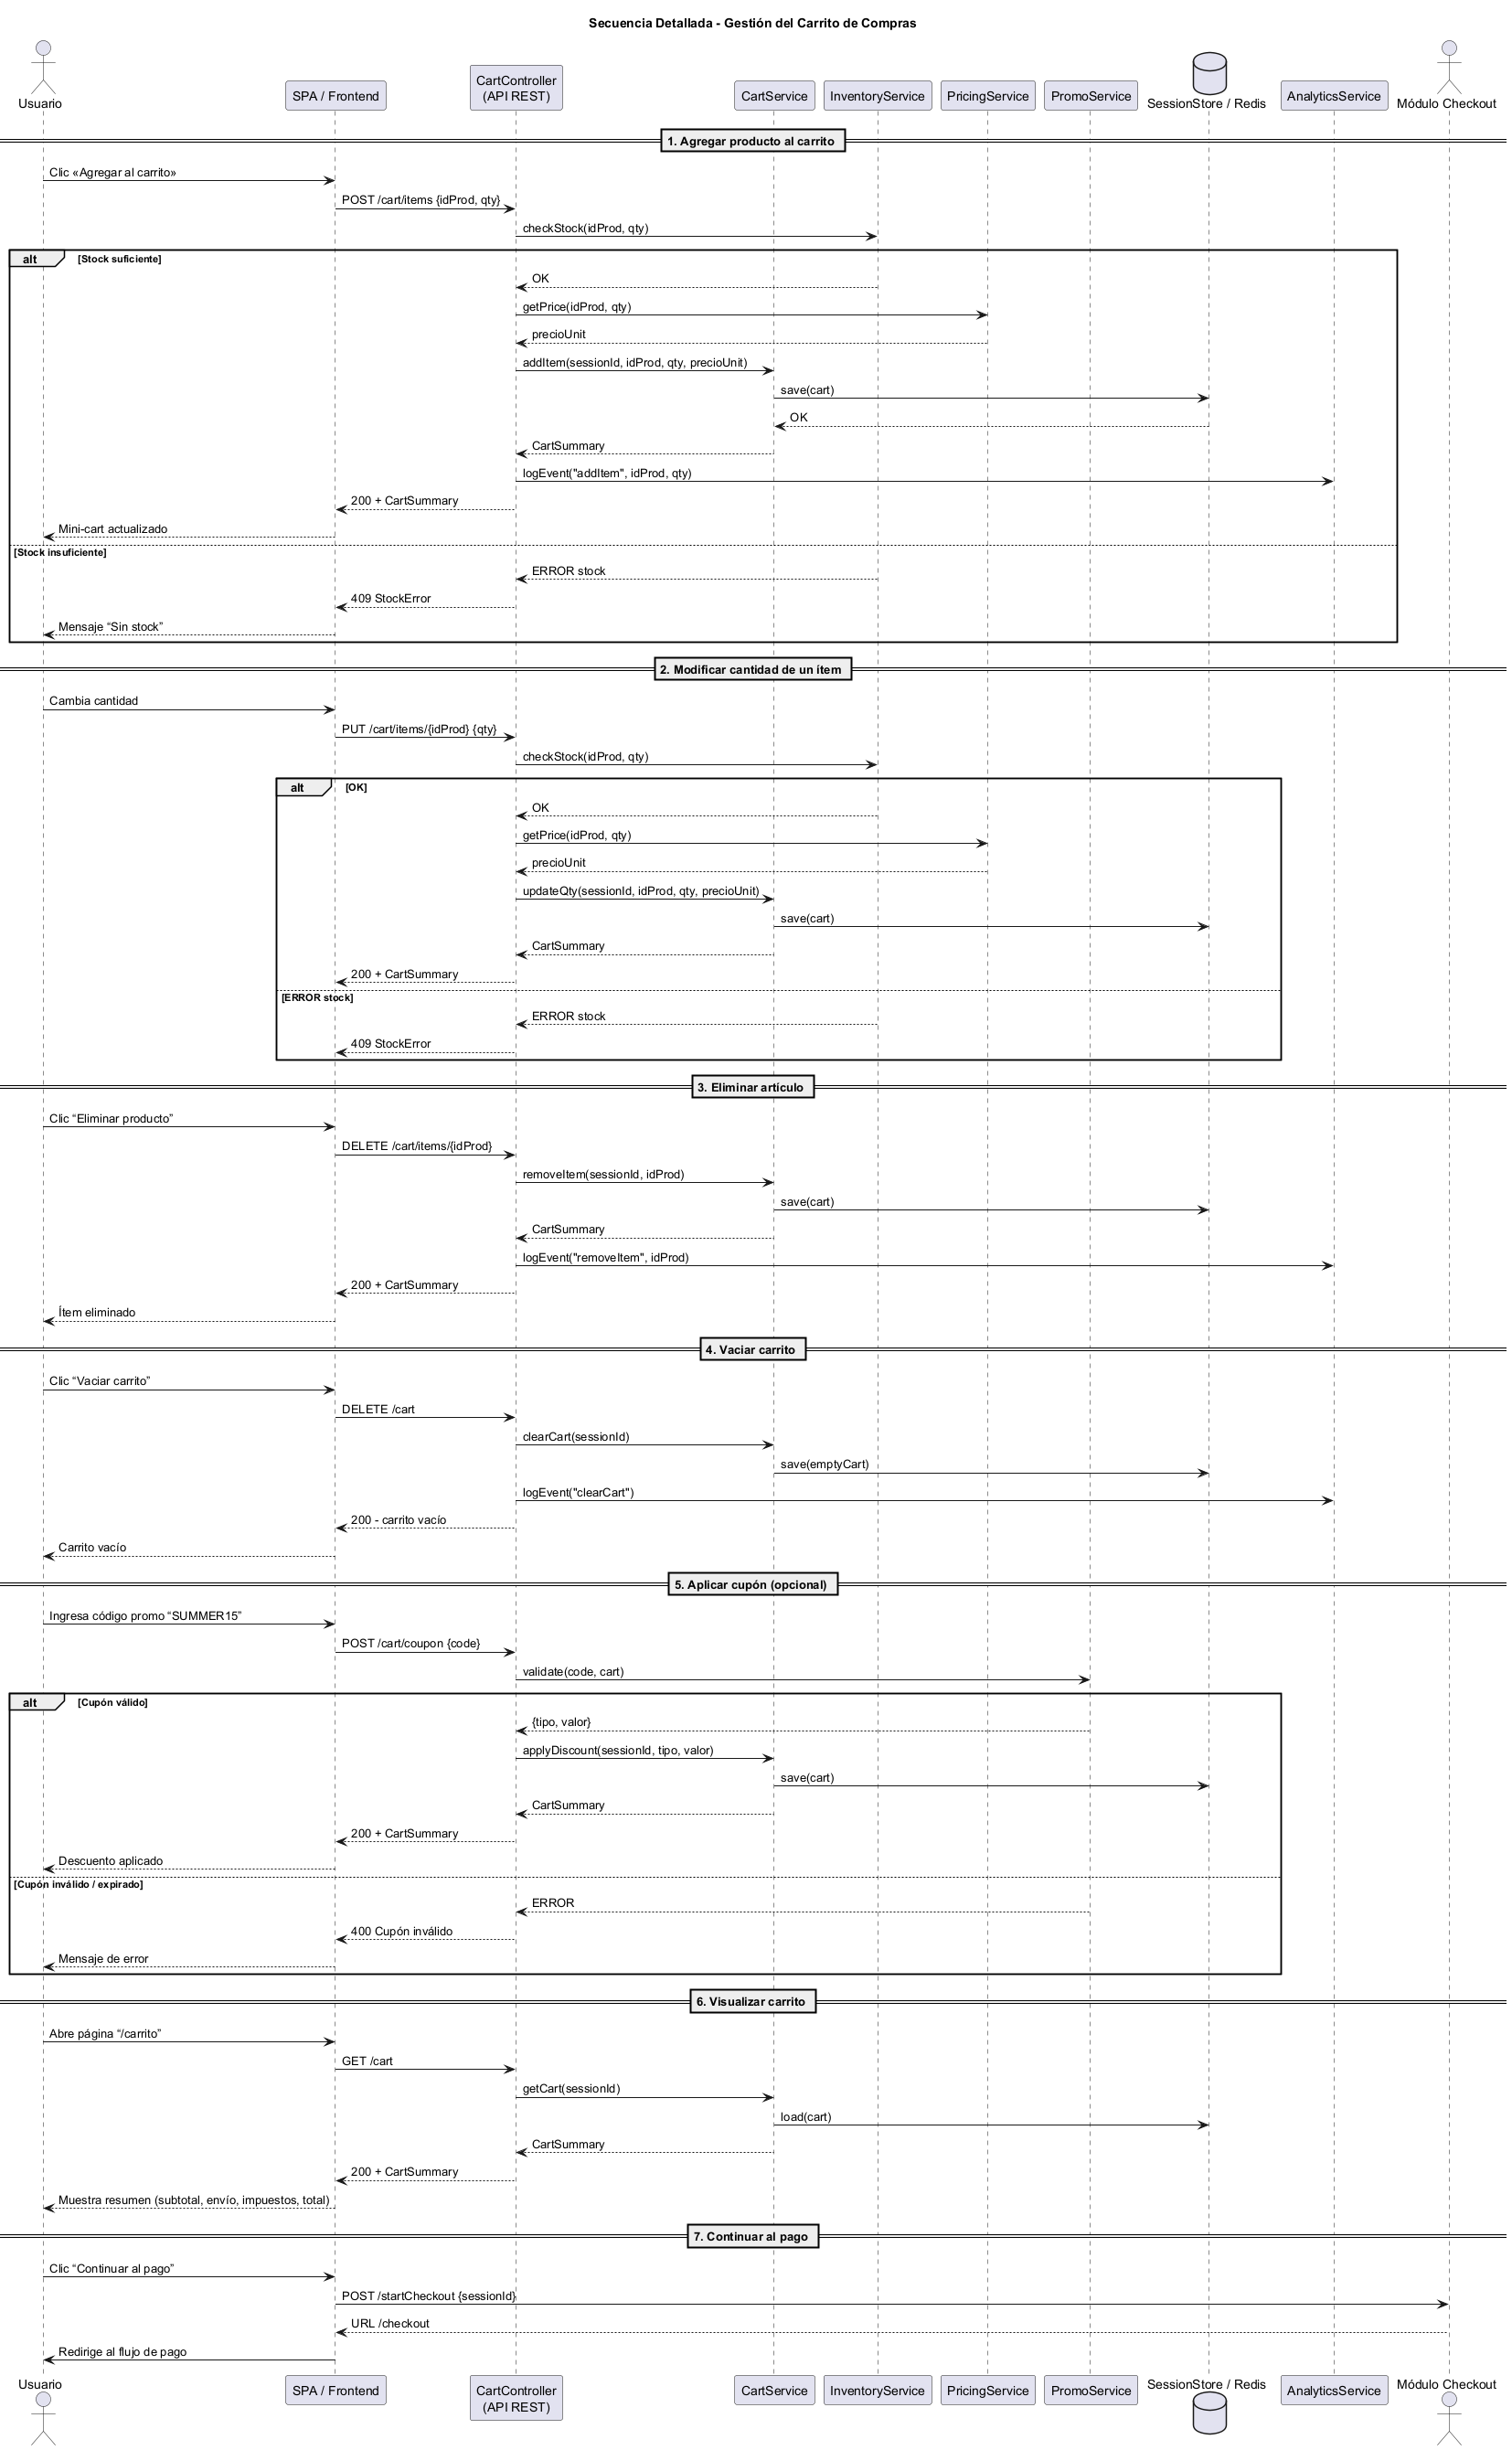 Secuencia Detallada - Gestión del Carrito de Compras
Usuario
SPA / Frontend
CartController
(API REST)
CartService
InventoryService
PricingService
PromoService
SessionStore / Redis
AnalyticsService
Módulo Checkout
1. Agregar producto al carrito
Clic «Agregar al carrito»
POST /cart/items {idProd, qty}
checkStock(idProd, qty)
alt
[Stock suficiente]
OK
getPrice(idProd, qty)
precioUnit
addItem(sessionId, idProd, qty, precioUnit)
save(cart)
OK
CartSummary
logEvent("addItem", idProd, qty)
200 + CartSummary
Mini-cart actualizado
[Stock insuficiente]
ERROR stock
409 StockError
Mensaje “Sin stock”
2. Modificar cantidad de un ítem
Cambia cantidad
PUT /cart/items/{idProd} {qty}
checkStock(idProd, qty)
alt
[OK]
OK
getPrice(idProd, qty)
precioUnit
updateQty(sessionId, idProd, qty, precioUnit)
save(cart)
CartSummary
200 + CartSummary
[ERROR stock]
ERROR stock
409 StockError
3. Eliminar artículo
Clic “Eliminar producto”
DELETE /cart/items/{idProd}
removeItem(sessionId, idProd)
save(cart)
CartSummary
logEvent("removeItem", idProd)
200 + CartSummary
Ítem eliminado
4. Vaciar carrito
Clic “Vaciar carrito”
DELETE /cart
clearCart(sessionId)
save(emptyCart)
logEvent("clearCart")
200 - carrito vacío
Carrito vacío
5. Aplicar cupón (opcional)
Ingresa código promo “SUMMER15”
POST /cart/coupon {code}
validate(code, cart)
alt
[Cupón válido]
{tipo, valor}
applyDiscount(sessionId, tipo, valor)
save(cart)
CartSummary
200 + CartSummary
Descuento aplicado
[Cupón inválido / expirado]
ERROR
400 Cupón inválido
Mensaje de error
6. Visualizar carrito
Abre página “/carrito”
GET /cart
getCart(sessionId)
load(cart)
CartSummary
200 + CartSummary
Muestra resumen (subtotal, envío, impuestos, total)
7. Continuar al pago
Clic “Continuar al pago”
POST /startCheckout {sessionId}
URL /checkout
Redirige al flujo de pago
Usuario
SPA / Frontend
CartController
(API REST)
CartService
InventoryService
PricingService
PromoService
SessionStore / Redis
AnalyticsService
Módulo Checkout